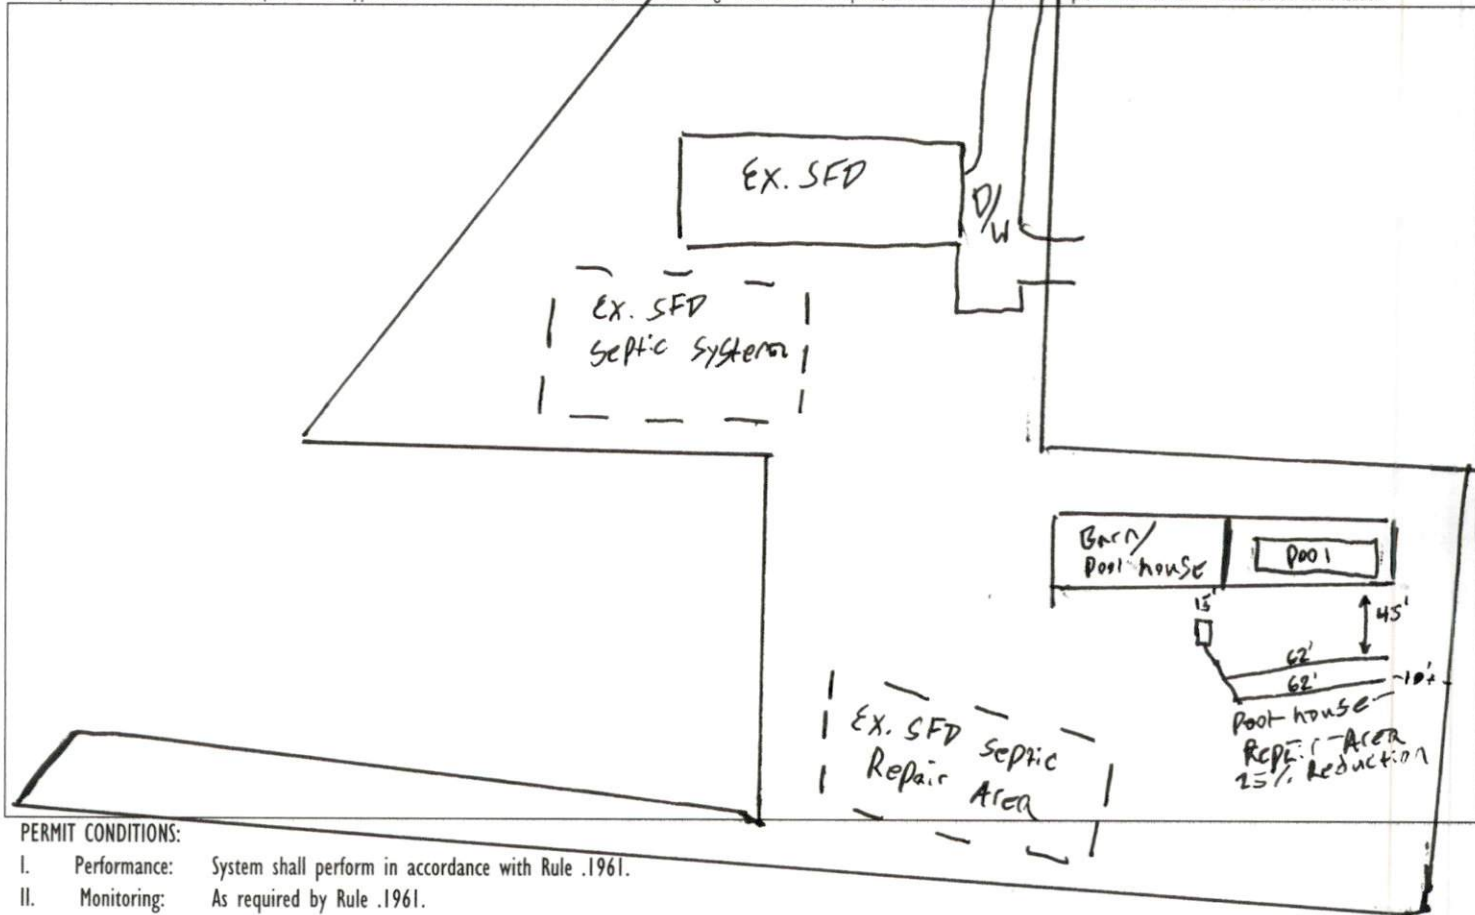 Ex. SFD
D/W
Ex. SFD
Septic System
Barn/
Pool house
Pool
15'
45'
62'
62'
10'+
Pool house
Repair Area
25% Reduction
Ex. SFD Septic
Repair Area
PERMIT CONDITIONS:
I. Performance: System shall perform in accordance with Rule .1961.
II. Monitoring: As required by Rule .1961.